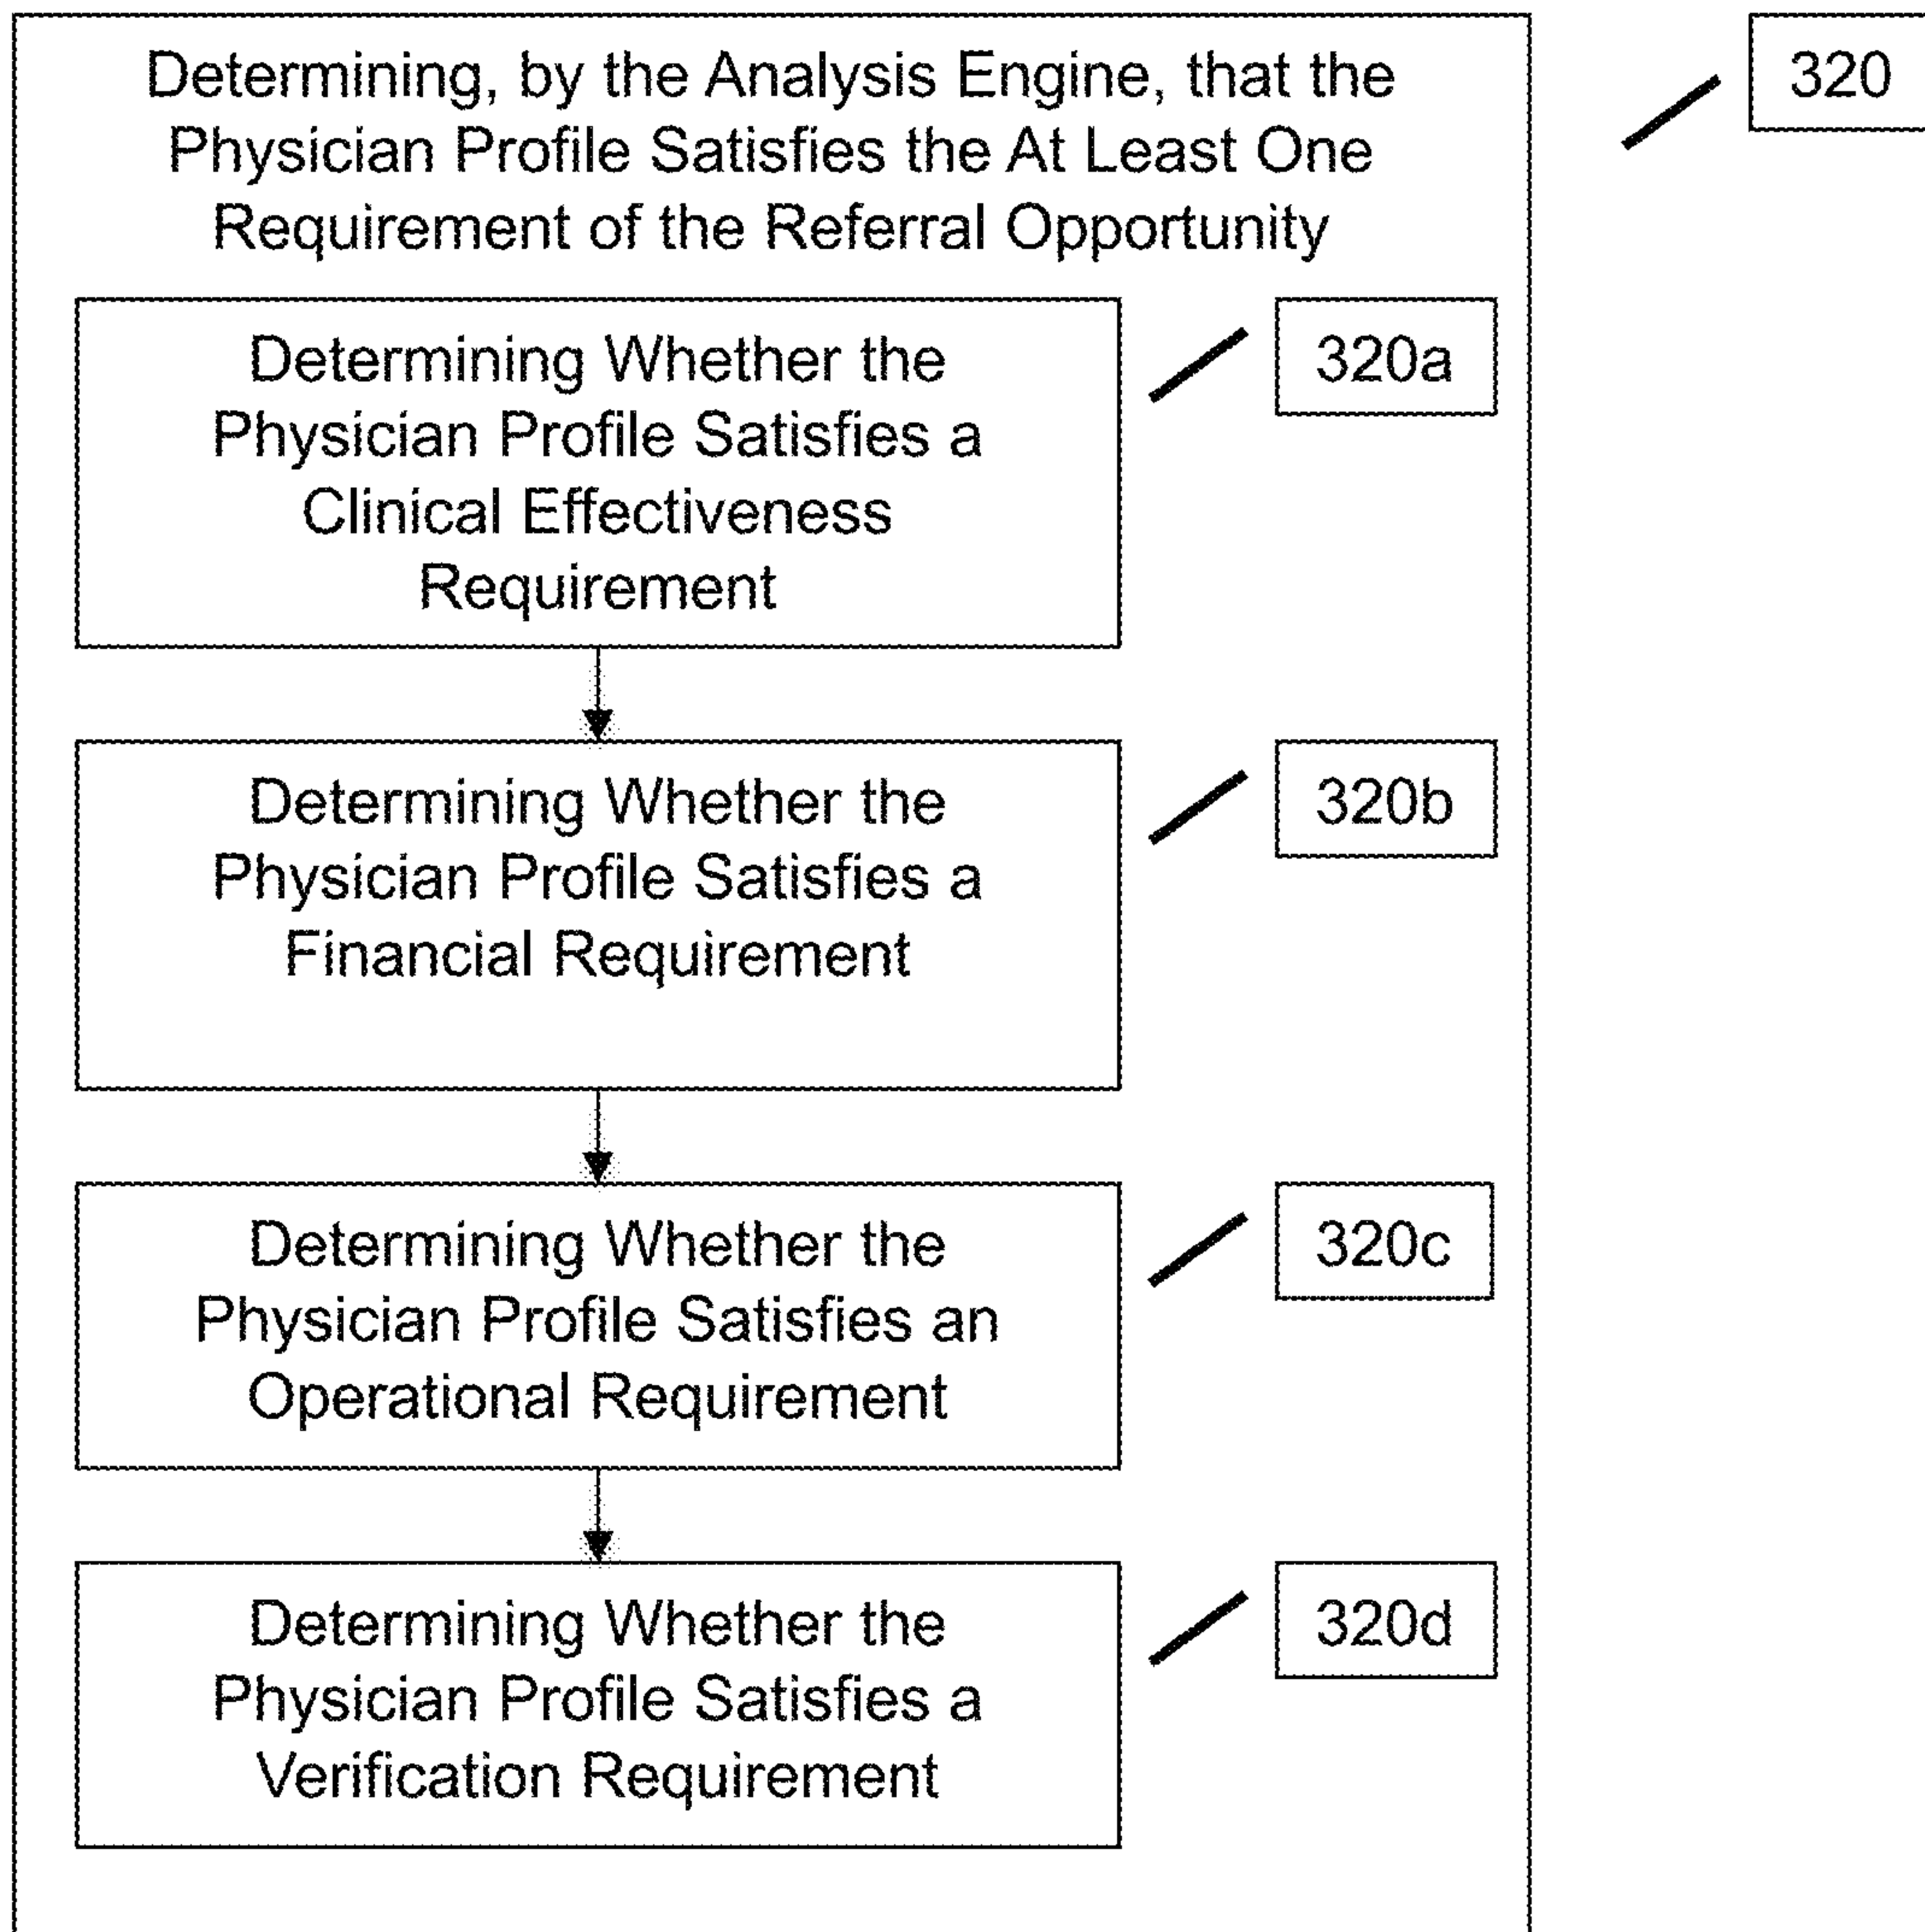 Determining, by the Analysis Engine, that the
Physician Profile Satisfies the At Least One
Requirement of the Referral Opportunity
320
Determining Whether the
Physician Profile Satisfies a
Clinical Effectiveness
Requirement
320a
Determining Whether the
Physician Profile Satisfies a
Financial Requirement
320b
Determining Whether the
Physician Profile Satisfies an
Operational Requirement
320c
Determining Whether the
Physician Profile Satisfies a
Verification Requirement
320d